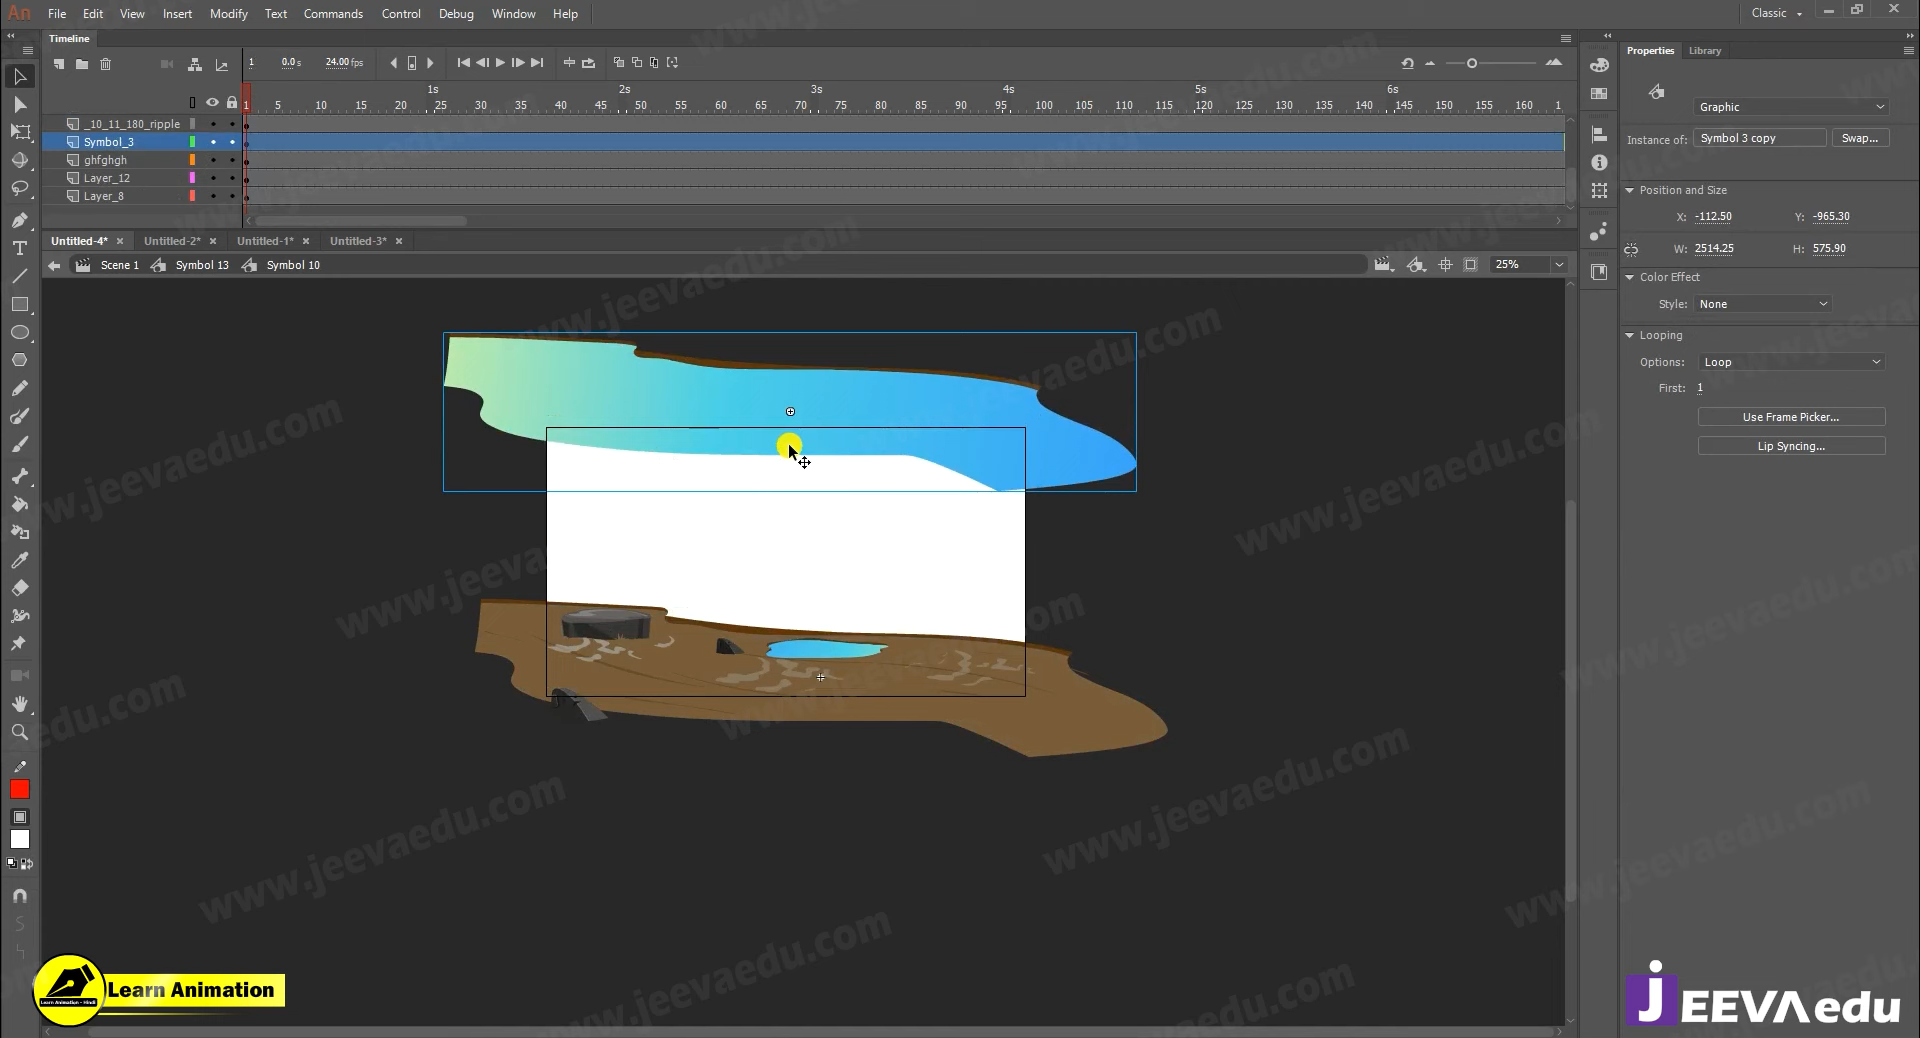 An File Edit View Insert Modify Text Commands Control Debug Window Help Classic
Timeline
1 0.0 s 24.00 fps
1s 2s 3s 4s 5s 6s
1 5 10 15 20 25 30 35 40 45 50 55 60 65 70 75 80 85 90 95 100 105 110 115 120 125 130 135 140 145 150 155 160 1
_10_11_180_ripple
Symbol_3
ghfghgh
Layer_12
Layer_8
Untitled-4* × Untitled-2* × Untitled-1* × Untitled-3* ×
Scene 1 Symbol 13 Symbol 10 25%
Properties Library
Graphic
Instance of: Symbol 3 copy Swap...
Position and Size
X: -112.50 Y: -965.30
W: 2514.25 H: 575.90
Color Effect
Style: None
Looping
Options: Loop
First: 1
Use Frame Picker...
Lip Syncing...
www.jeevaedu.com
Learn Animation - Hindi
Learn Animation
JEEVAedu